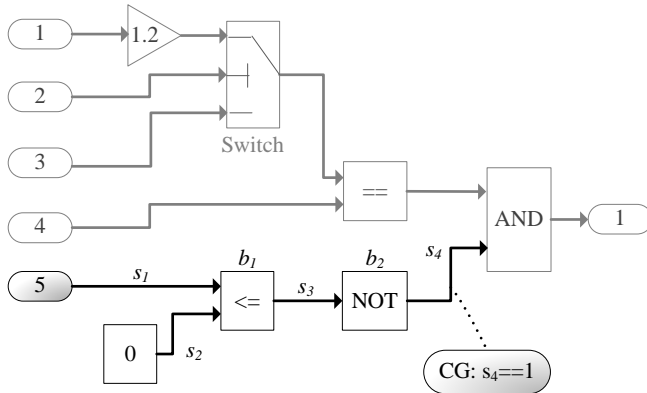 1
1.2
2
3
Switch
4
==
AND
1
5
s1
b1
<=
s3
b2
NOT
s4
0
s2
CG: s4==1